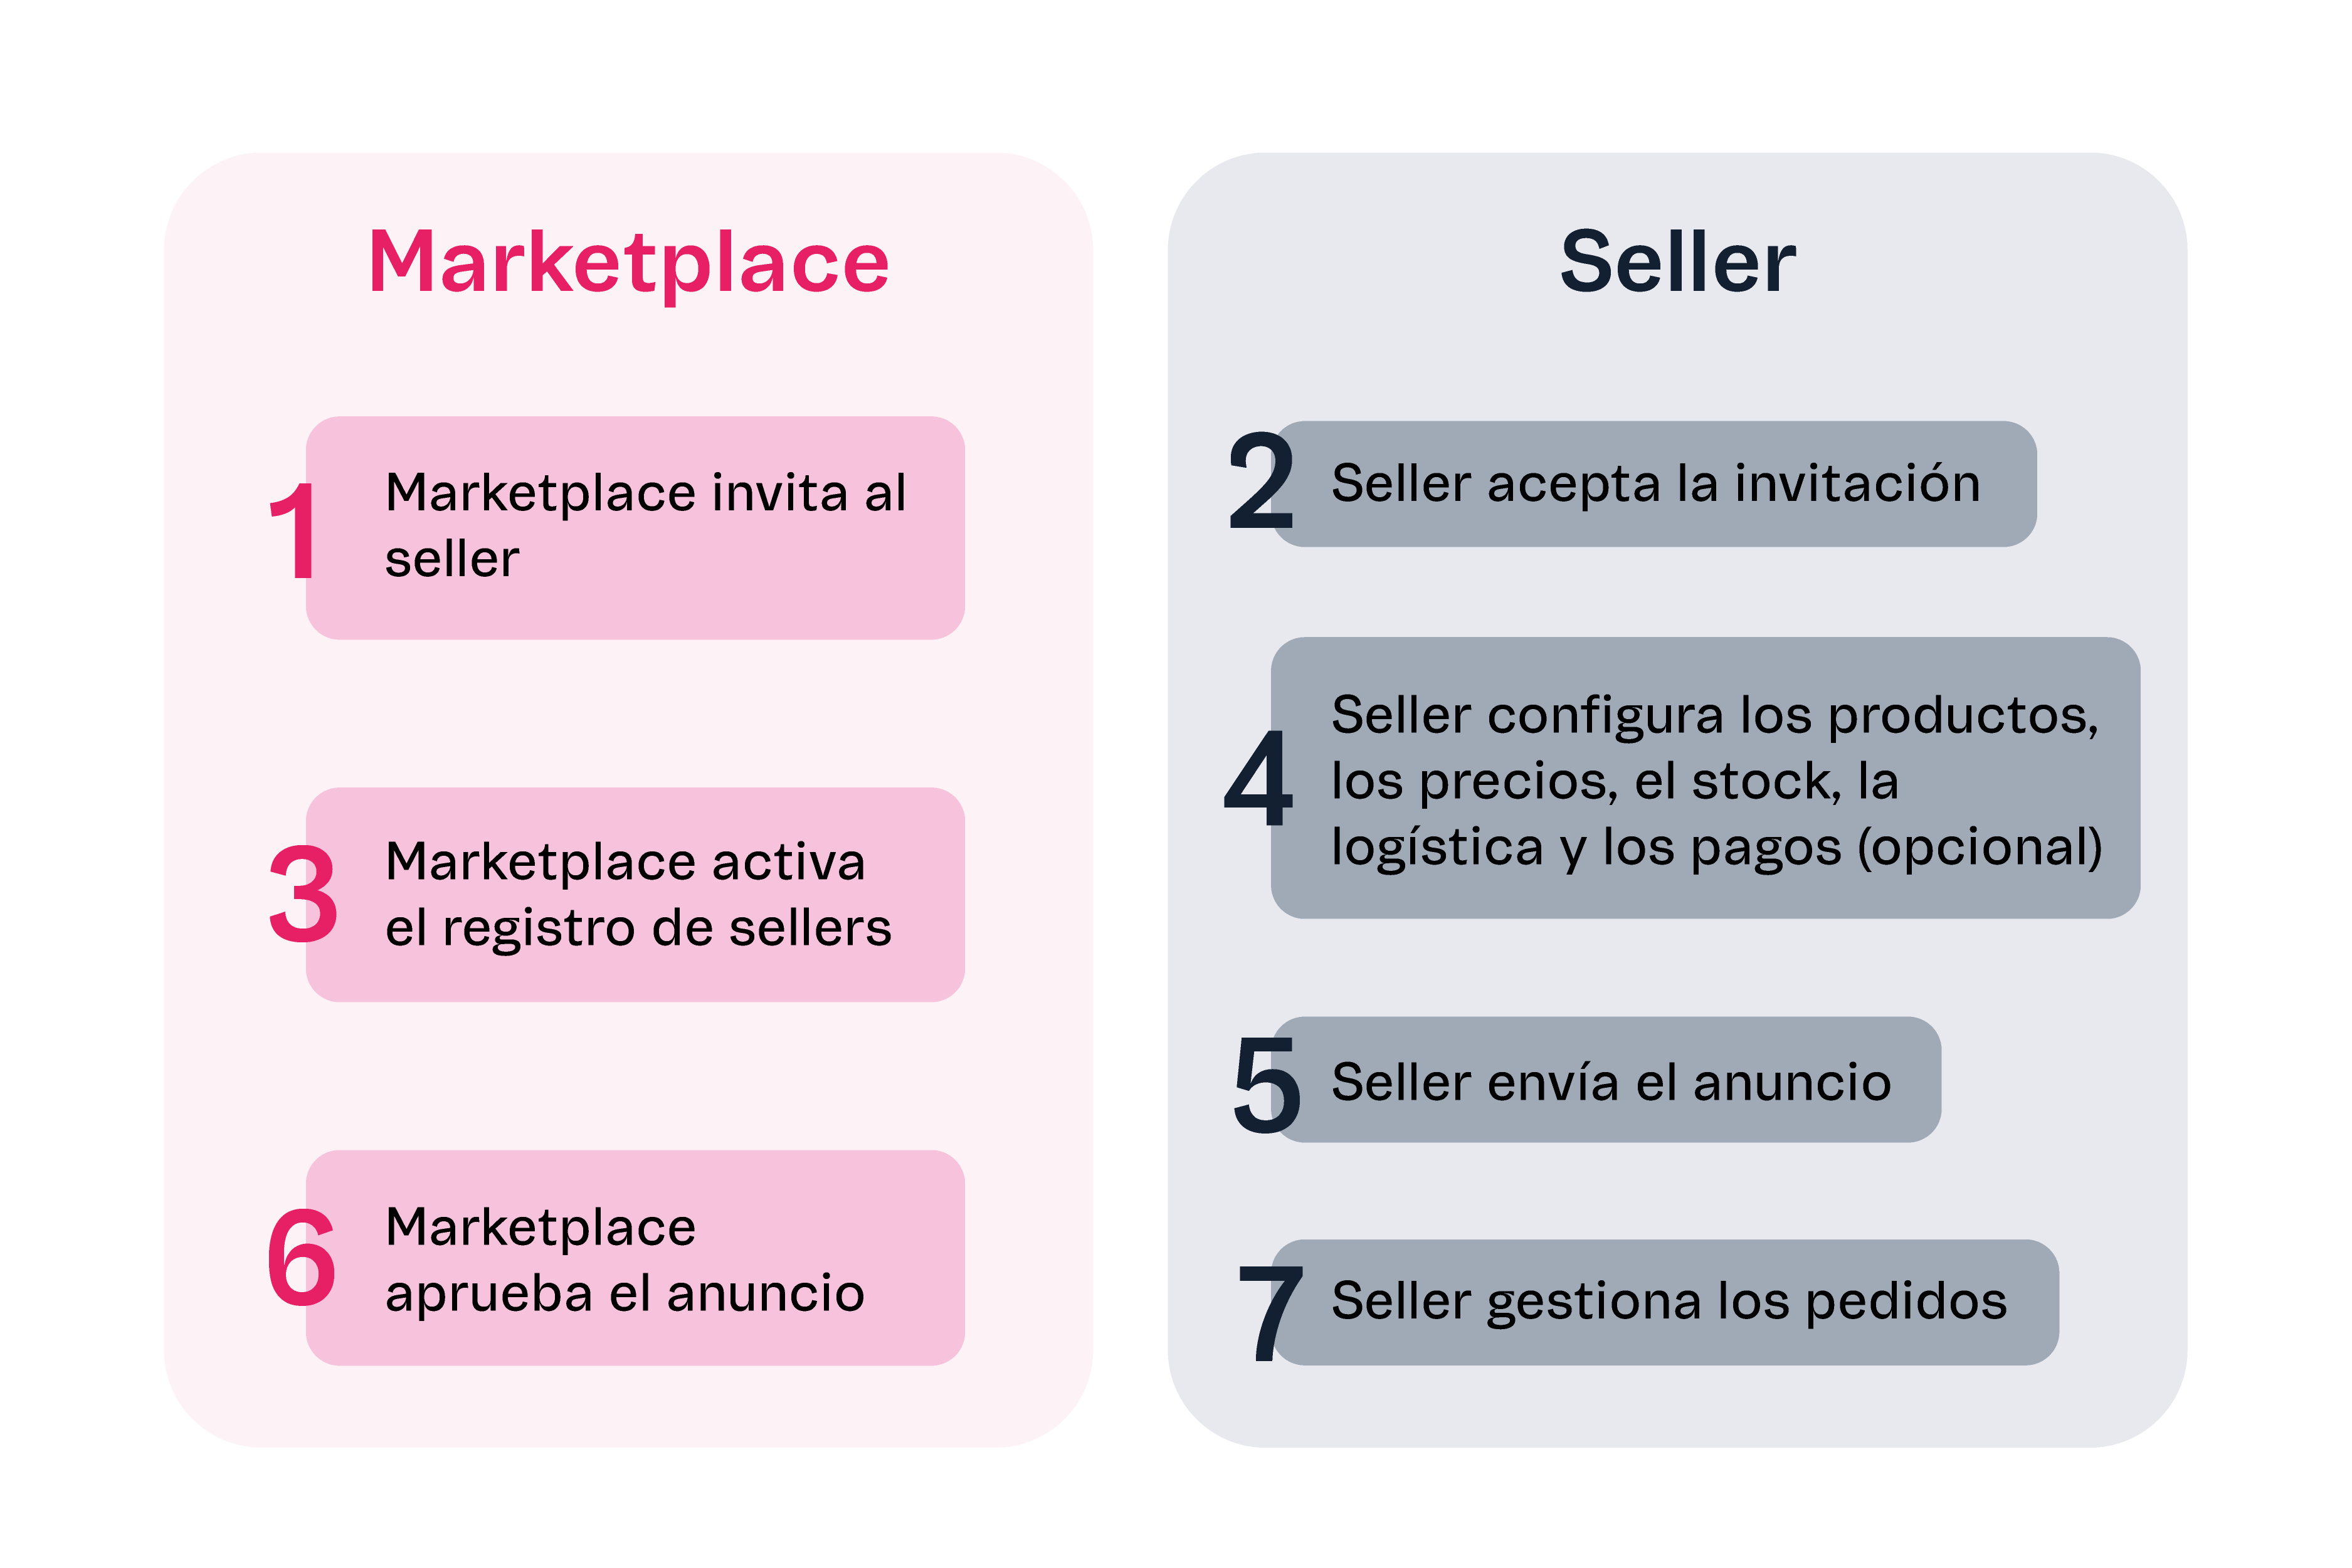 Marketplace
1
Marketplace invita al
seller
3
Marketplace activa
el registro de sellers
6
Marketplace
aprueba el anuncio
Seller
2
Seller acepta la invitación
4
Seller configura los productos,
los precios, el stock, la
logística y los pagos (opcional)
5
Seller envía el anuncio
7
Seller gestiona los pedidos